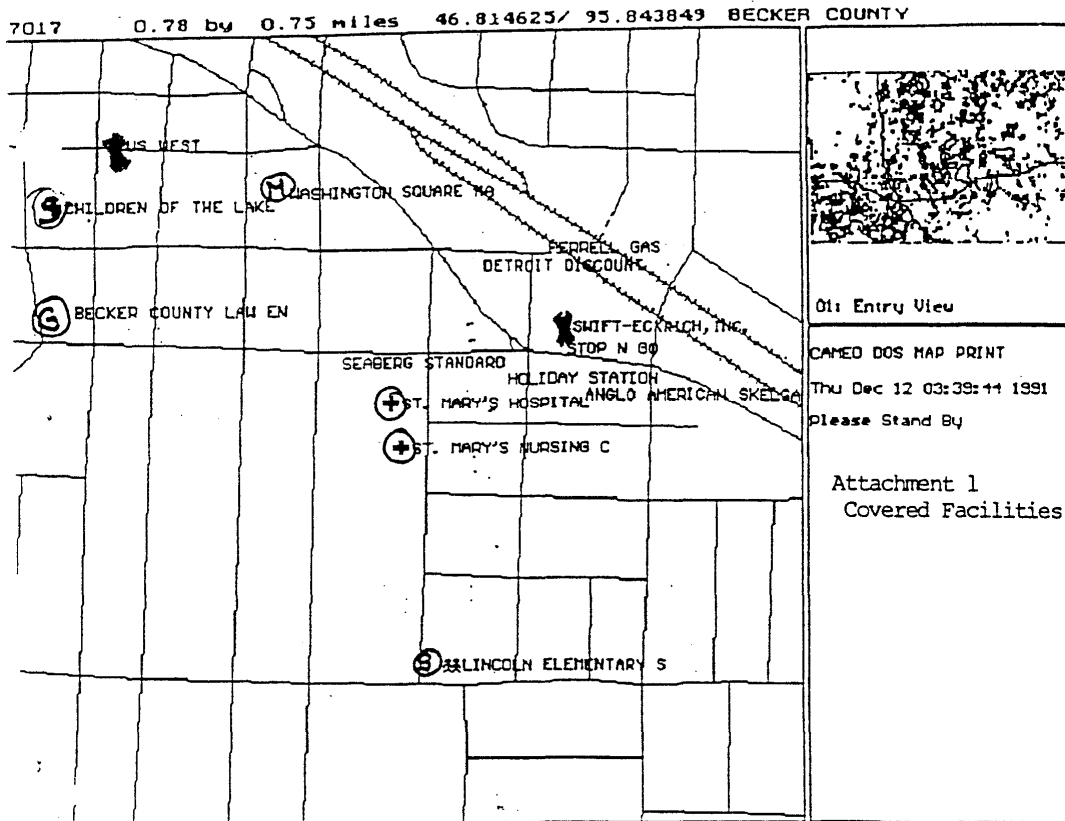 7017 0.78 by 0.75 miles 46.814625/ 95.843849 BECKER COUNTY
US WEST
M WASHINGTON SQUARE MA
S CHILDREN OF THE LAKE
FERRELL GAS
DETROIT DISCOUNT
G BECKER COUNTY LAW EN
SWIFT-ECKRICH, INC.
STOP N GO
SEABERG STANDARD
HOLIDAY STATION
ANGLO AMERICAN SKELGA
+ ST. MARY'S HOSPITAL
+ ST. MARY'S NURSING C
S LINCOLN ELEMENTARY S
01: Entry View
CAMEO DOS MAP PRINT
Thu Dec 12 03:39:44 1991
Please Stand By
Attachment 1
Covered Facilities